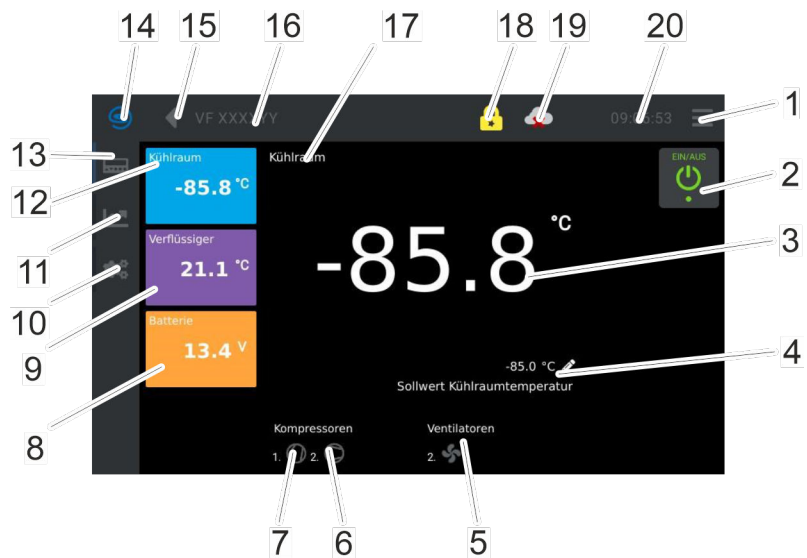 14 15 16 17 18 19 20
VF XXXXYY
1
13
Kühlraum
Kühlraum
EIN/AUS
2
12
-85.8 °C
°C
-85.8
3
11
Verflüssiger
21.1 °C
10
Batterie
9
13.4 V
-85.0 °C
4
Sollwert Kühlraumtemperatur
8
Kompressoren
Ventilatoren
1. 2.
2.
7 6 5